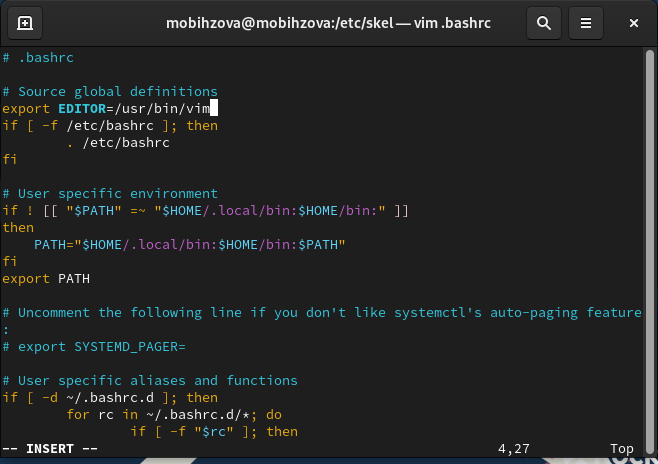 mobihzova@mobihzova:/etc/skel — vim .bashrc
# .bashrc
# Source global definitions
export EDITOR=/usr/bin/vim
if [ -f /etc/bashrc ]; then
        . /etc/bashrc
fi
# User specific environment
if ! [[ "$PATH" =~ "$HOME/.local/bin:$HOME/bin:" ]]
then
    PATH="$HOME/.local/bin:$HOME/bin:$PATH"
fi
export PATH
# Uncomment the following line if you don't like systemctl's auto-paging feature
:
# export SYSTEMD_PAGER=
# User specific aliases and functions
if [ -d ~/.bashrc.d ]; then
        for rc in ~/.bashrc.d/*; do
                if [ -f "$rc" ]; then
-- INSERT -- 4,27 Top